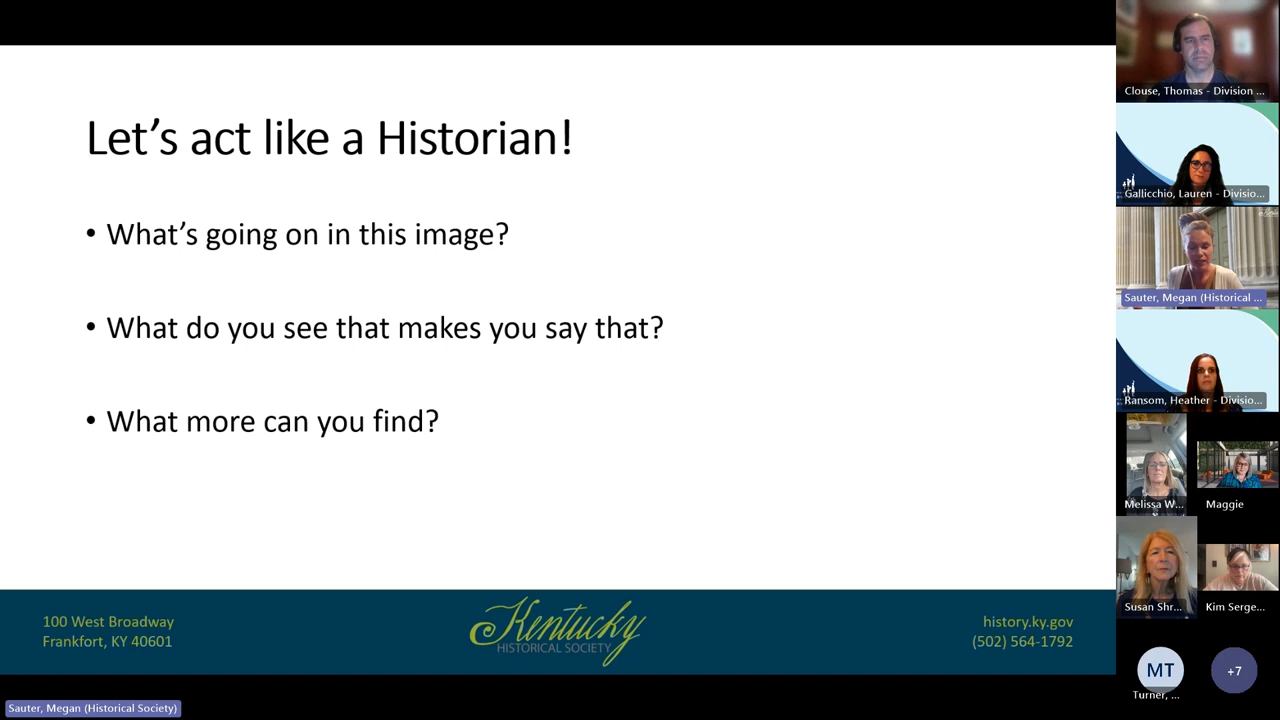 Let's act like a Historian!
• What's going on in this image?
• What do you see that makes you say that?
• What more can you find?
100 West Broadway
Frankfort, KY 40601
Kentucky
HISTORICAL SOCIETY
history.ky.gov
(502) 564-1792
Sauter, Megan (Historical Society)
Clouse, Thomas - Division ...
Gallicchio, Lauren - Divisio...
Sauter, Megan (Historical ...
Ransom, Heather - Divisio...
Melissa W...
Maggie
Susan Shr...
Kim Serge...
MT
Turner, ...
+7